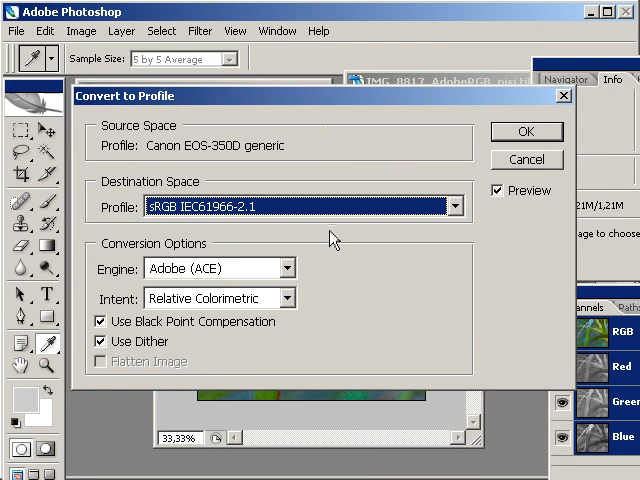 Adobe Photoshop
File Edit Image Layer Select Filter View Window Help
Sample Size: 5 by 5 Average
Navigator Info
Convert to Profile
Source Space
Profile: Canon EOS-350D generic
OK
Cancel
Preview
Destination Space
Profile: sRGB IEC61966-2.1
21M/1,21M
age to choose
Conversion Options
Engine: Adobe (ACE)
Intent: Relative Colorimetric
Use Black Point Compensation
Use Dither
Flatten Image
annels Paths
RGB
Red
Green
Blue
33,33%